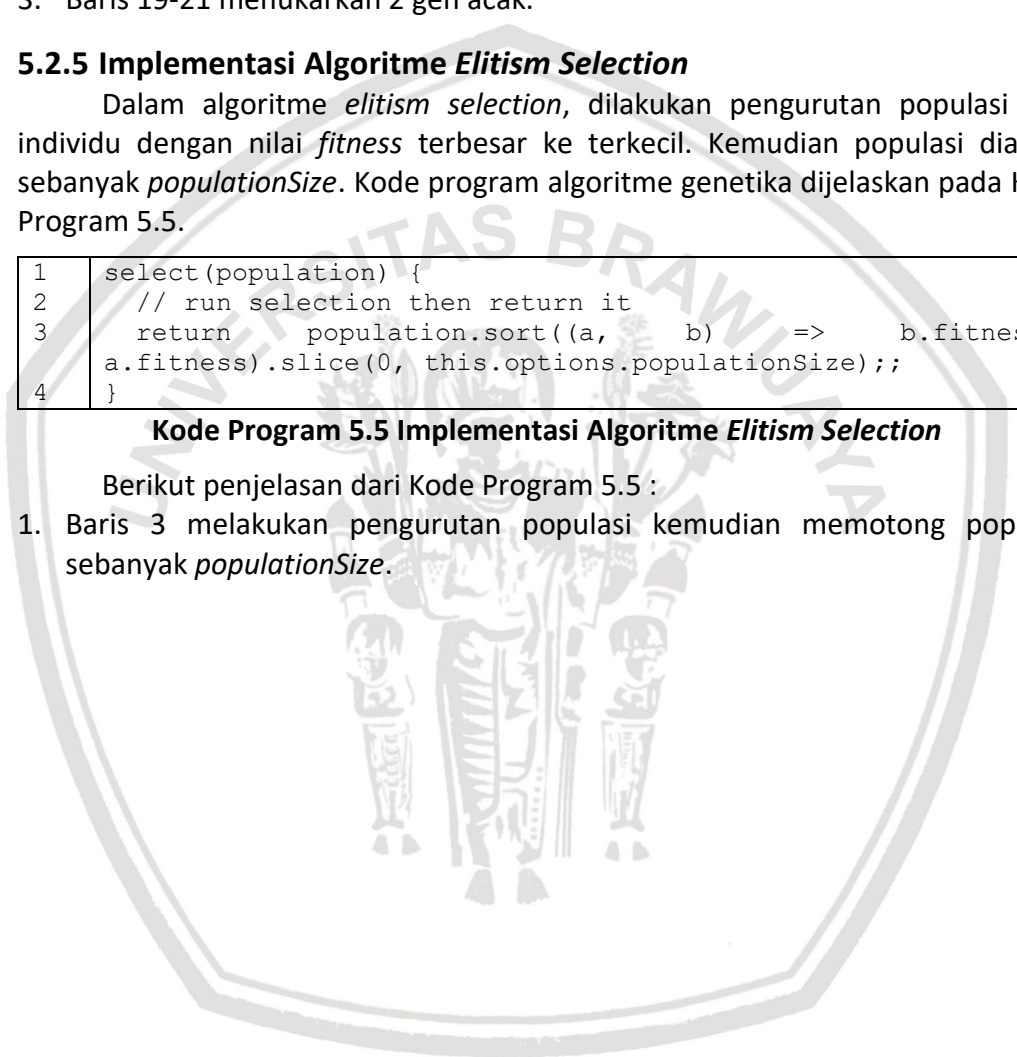 3. Baris 19-21 menukarkan 2 gen acak.
5.2.5 Implementasi Algoritme Elitism Selection
Dalam algoritme elitism selection, dilakukan pengurutan populasi
individu dengan nilai fitness terbesar ke terkecil. Kemudian populasi dia
sebanyak populationSize. Kode program algoritme genetika dijelaskan pada
Program 5.5.
1 select(population) {
2 // run selection then return it
3 return population.sort((a, b) => b.fitnes
a.fitness).slice(0, this.options.populationSize);;
4 }
Kode Program 5.5 Implementasi Algoritme Elitism Selection
Berikut penjelasan dari Kode Program 5.5 :
1. Baris 3 melakukan pengurutan populasi kemudian memotong pop
sebanyak populationSize.
UNIVERSITAS BRAWIJAYA